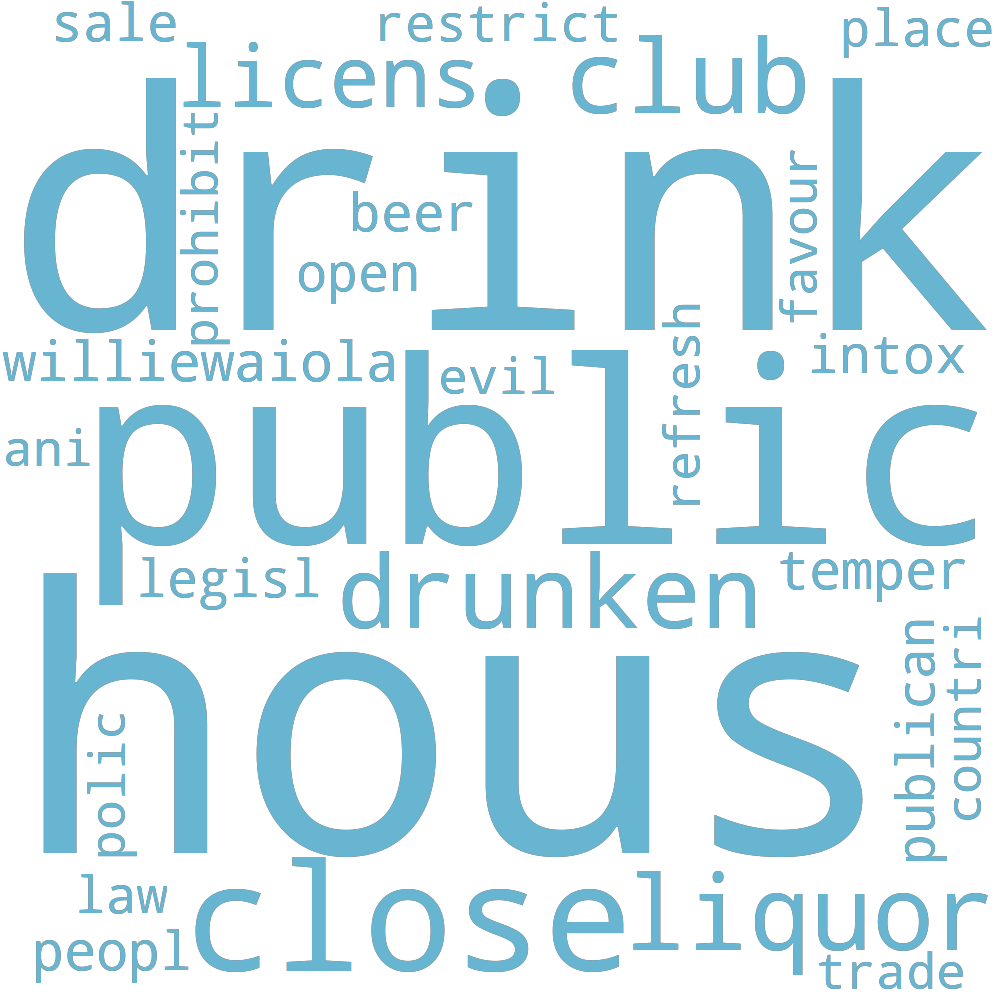 sale
restrict
place
licens
club
drink
prohibit
beer
favour
open
refresh
williewaiola
evil
intox
public
ani
legisl
drunken
temper
hous
publican
countri
polic
law
close
liquor
peopl
trade